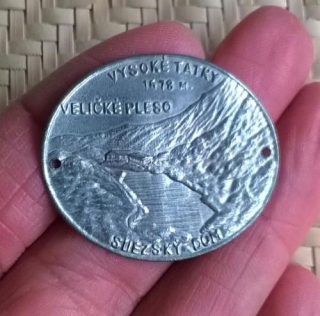 VYSOKÉ TATRY
1678 m.
VELICKÉ PLESO
SLIEZSKY DOM